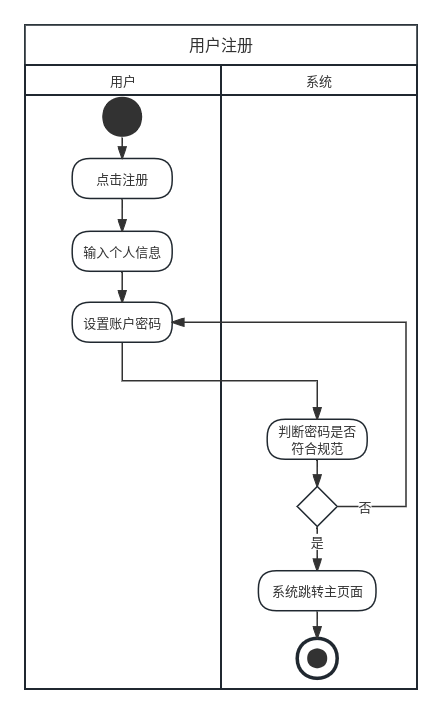 用户注册
用户
系统
点击注册
输入个人信息
设置账户密码
判断密码是否
符合规范
否
是
系统跳转主页面